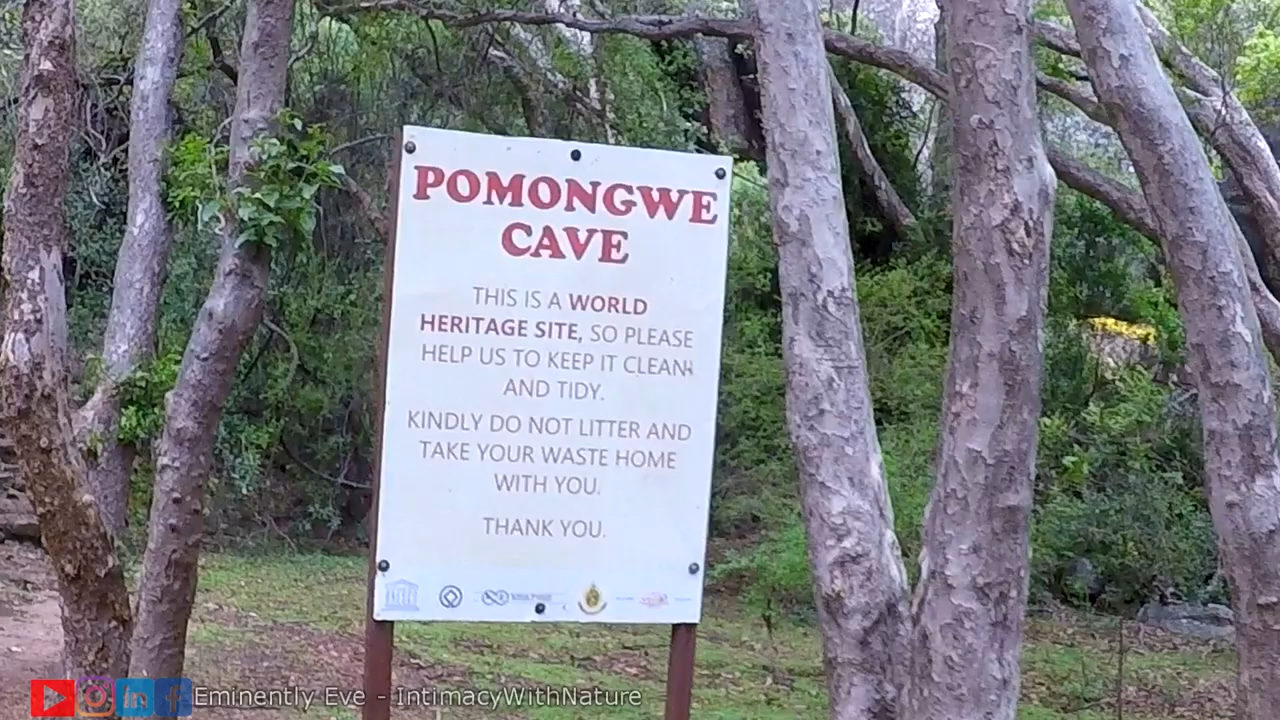 POMONGWE
CAVE
THIS IS A WORLD
HERITAGE SITE, SO PLEASE
HELP US TO KEEP IT CLEAN
AND TIDY.
KINDLY DO NOT LITTER AND
TAKE YOUR WASTE HOME
WITH YOU.
THANK YOU.
Eminently Eve - IntimacyWithNature